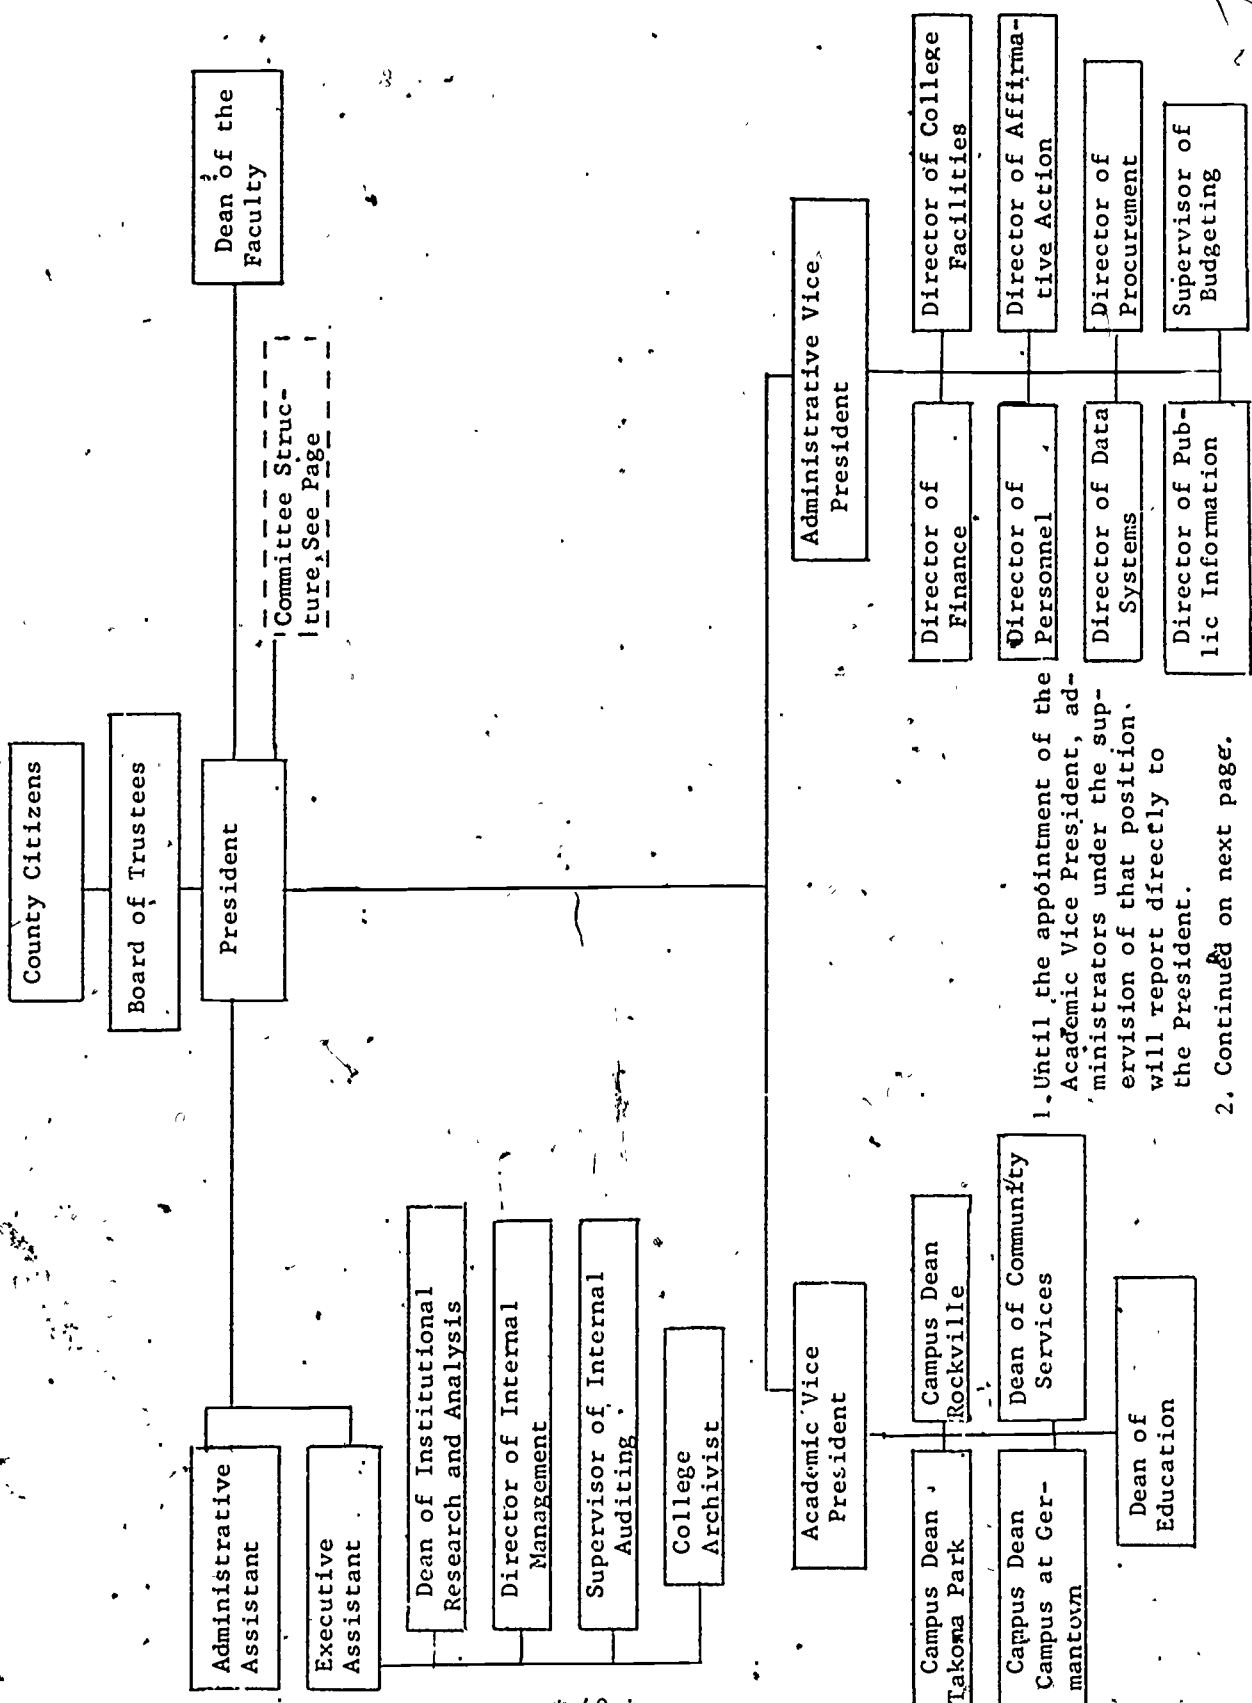 County Citizens
Board of Trustees
President
Dean of the
Faculty
Committee Struc-
ture, See Page
Administrative
Assistant
Executive
Assistant
Dean of Institutional
Research and Analysis
Director of Internal
Management
Supervisor of Internal
Auditing
College
Archivist
Academic Vice
President
Campus Dean
Takoma Park
Campus Dean
Rockville
Campus Dean
Campus at Ger-
mantown
Dean of Community
Services
Dean of
Education
Administrative Vice
President
Director of
Finance
Director of College
Facilities
Director of
Personnel
Director of Affirma-
tive Action
Director of Data
Systems
Director of
Procurement
Director of Pub-
lic Information
Supervisor of
Budgeting
1. Until the appointment of the
Academic Vice President, ad-
ministrators under the sup-
ervision of that position
will report directly to
the President.
2. Continued on next page.